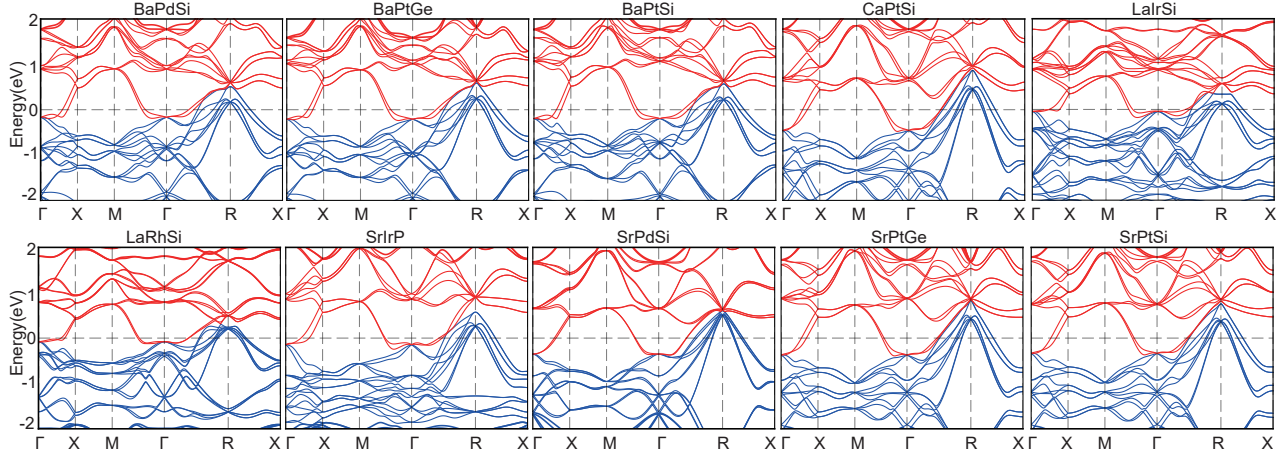 BaPdSi BaPtGe BaPtSi CaPtSi LaIrSi
Energy(eV)
2
1
0
-1
-2
Γ X M Γ R X Γ X M Γ R X Γ X M Γ R X Γ X M Γ R X Γ X M Γ R X
LaRhSi SrIrP SrPdSi SrPtGe SrPtSi
Energy(eV)
2
1
0
-1
-2
Γ X M Γ R X Γ X M Γ R X Γ X M Γ R X Γ X M Γ R X Γ X M Γ R X